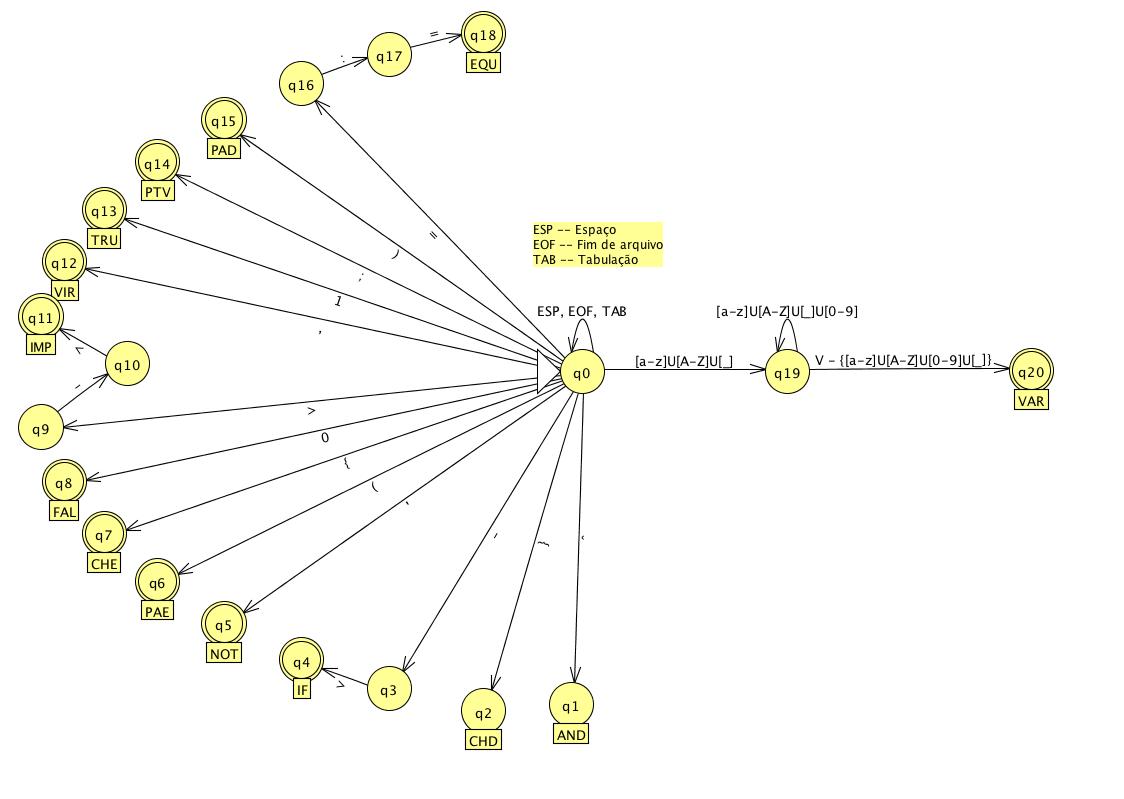 = q18
: q17 EQU
q16
q15
PAD
q14
PTV
q13
TRU
=
ESP -- Espaço
EOF -- Fim de arquivo
TAB -- Tabulação
q12
)
;
VIR
1
q11
,
ESP, EOF, TAB
[a-z]U[A-Z]U[_]U[0-9]
IMP
<
q10
[a-z]U[A-Z]U[_]
V - {[a-z]U[A-Z]U[0-9]U[_]}
q0
q19
q20
-
VAR
>
q9
0
{
q8
(
FAL
q7
CHE
-
}
q6
PAE
q5
NOT
q4
>
IF
q3
q2
CHD
q1
AND